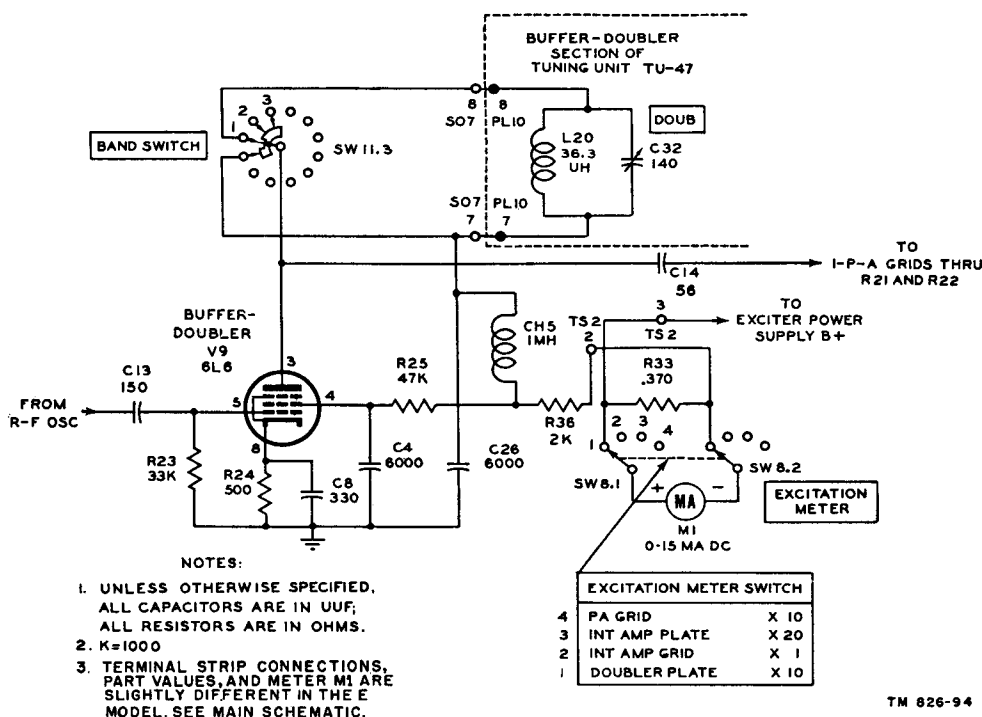 BUFFER-DOUBLER
SECTION OF
TUNING UNIT TU-47
8 8
SO7 PL10
DOUB
L20
36.3
UH
C32
140
3
2
1
BAND SWITCH
SW11.3
SO7 PL10
7 7
C14
56
TO
I-P-A GRIDS THRU
R21 AND R22
BUFFER-
DOUBLER
V9
6L6
3
CH5
1MH
TS2
2
3
TS2
TO
EXCITER POWER
SUPPLY B+
R33
.370
C13
150
FROM
R-F OSC
5
4
8
R25
47K
R36
2K
1
2
3
4
SW8.1
SW8.2
R23
33K
R24
500
C8
330
C4
6000
C26
6000
+
MA
-
M1
0-15 MA DC
EXCITATION
METER
NOTES:
1. UNLESS OTHERWISE SPECIFIED,
ALL CAPACITORS ARE IN UUF;
ALL RESISTORS ARE IN OHMS.
2. K=1000
3. TERMINAL STRIP CONNECTIONS,
PART VALUES, AND METER M1 ARE
SLIGHTLY DIFFERENT IN THE E
MODEL. SEE MAIN SCHEMATIC.
EXCITATION METER SWITCH
4 PA GRID X 10
3 INT AMP PLATE X 20
2 INT AMP GRID X 1
1 DOUBLER PLATE X 10
TM 826-94